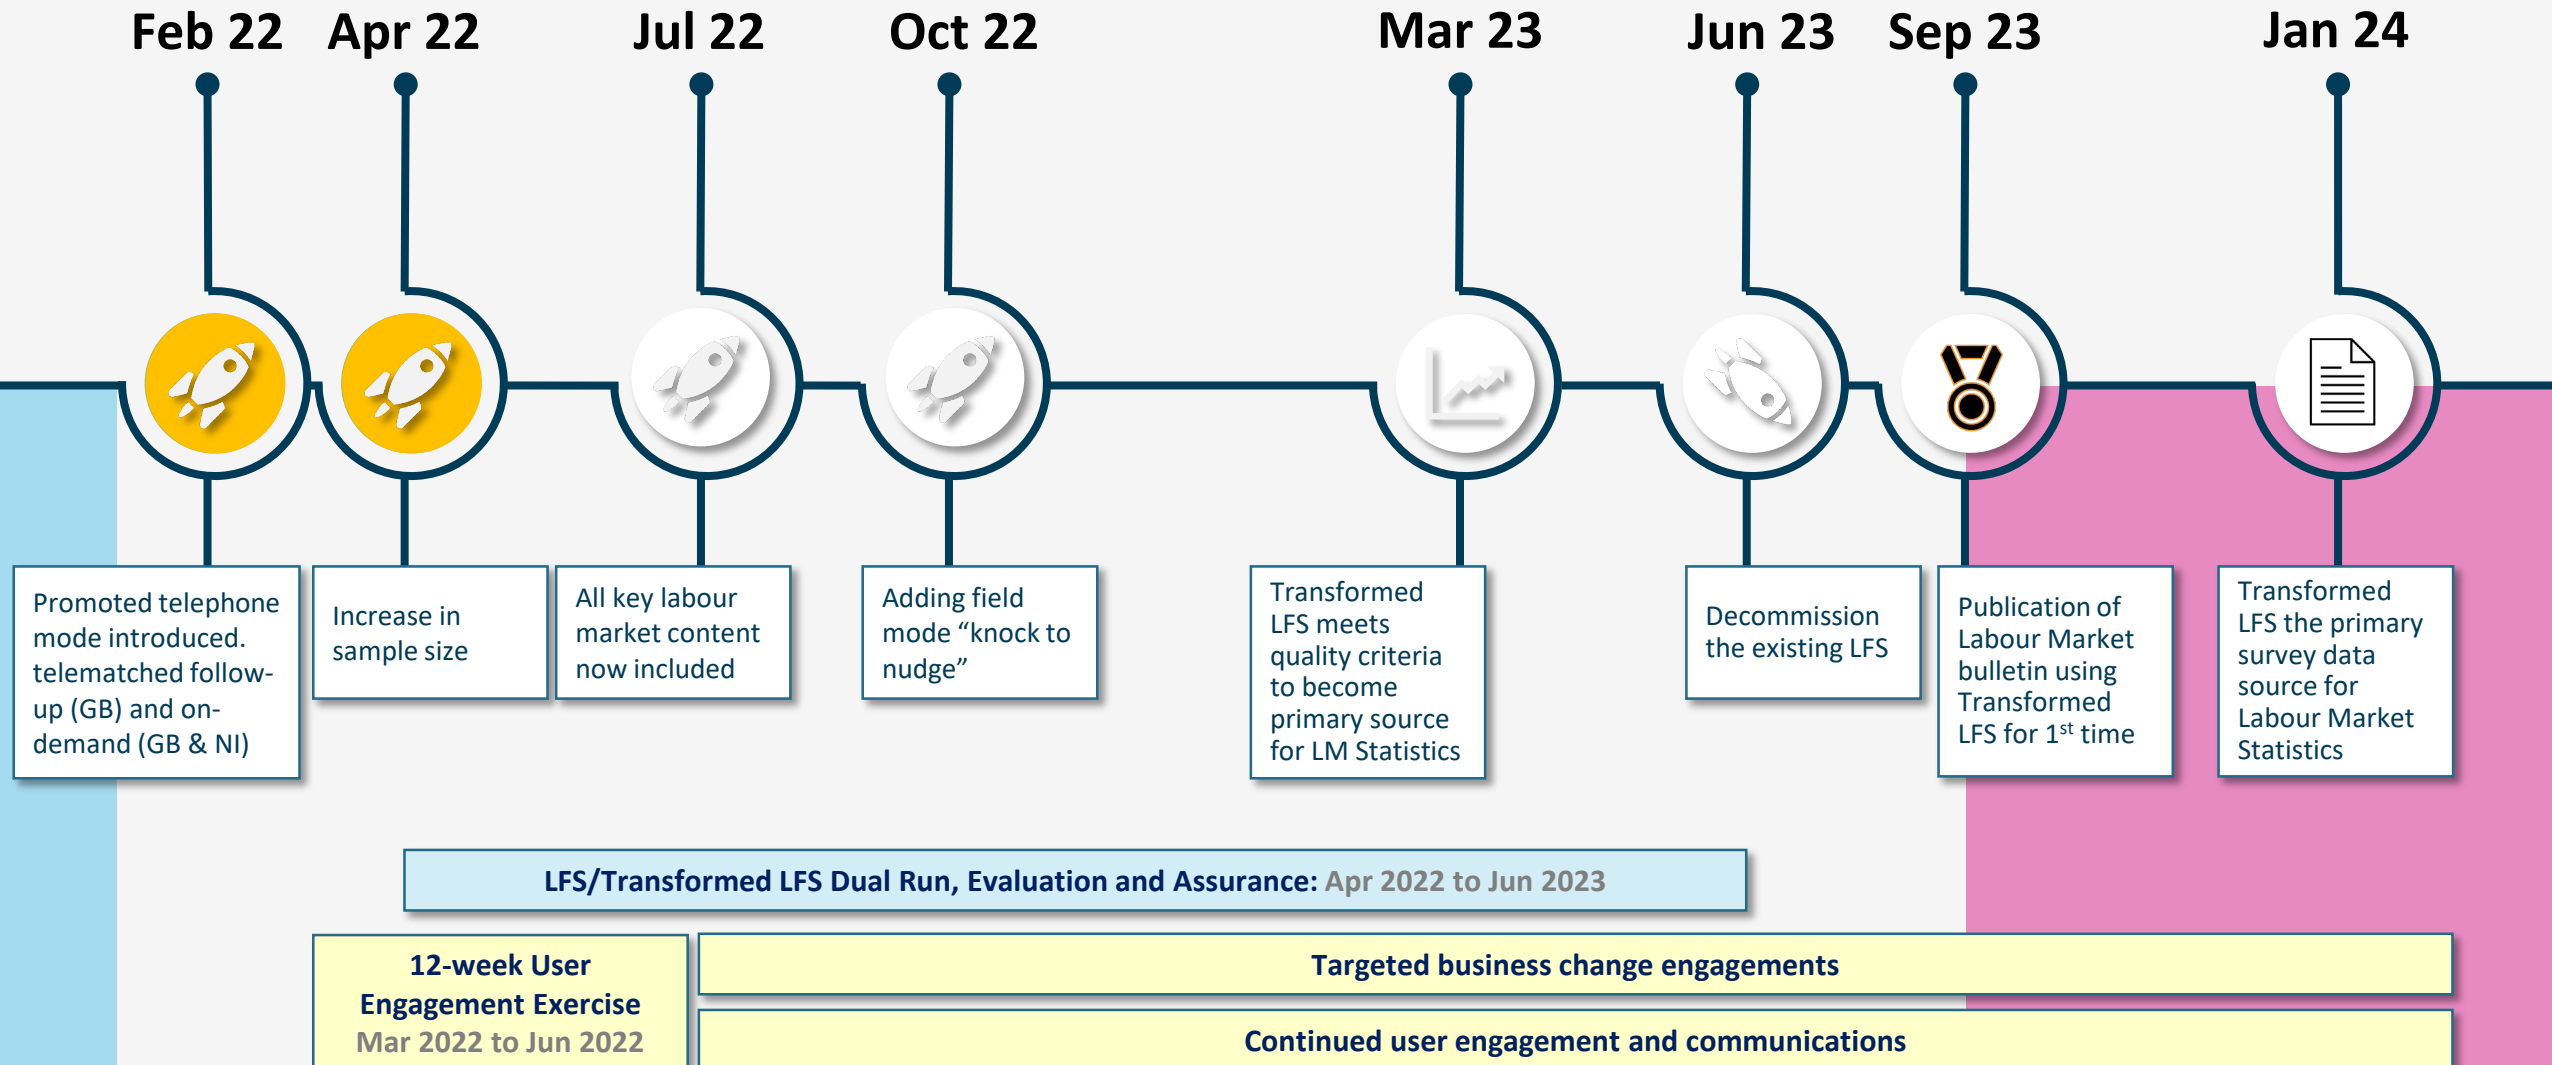 Feb 22
Apr 22
Jul 22
Oct 22
Mar 23
Jun 23
Sep 23
Jan 24
Promoted telephone
mode introduced.
telematched follow-
up (GB) and on-
demand (GB & NI)
Increase in
sample size
All key labour
market content
now included
Adding field
mode “knock to
nudge”
Transformed
LFS meets
quality criteria
to become
primary source
for LM Statistics
Decommission
the existing LFS
Publication of
Labour Market
bulletin using
Transformed
LFS for 1st time
Transformed
LFS the primary
survey data
source for
Labour Market
Statistics
LFS/Transformed LFS Dual Run, Evaluation and Assurance: Apr 2022 to Jun 2023
12-week User
Engagement Exercise
Mar 2022 to Jun 2022
Targeted business change engagements
Continued user engagement and communications